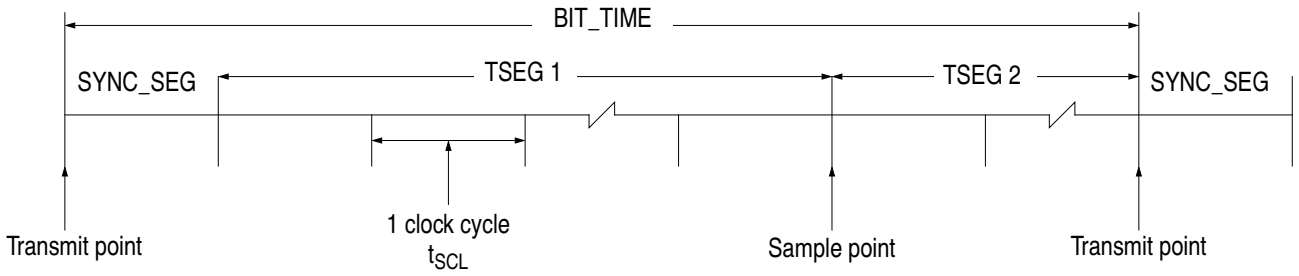 BIT_TIME
SYNC_SEG
TSEG 1
TSEG 2
SYNC_SEG
Transmit point
1 clock cycle
tSCL
Sample point
Transmit point